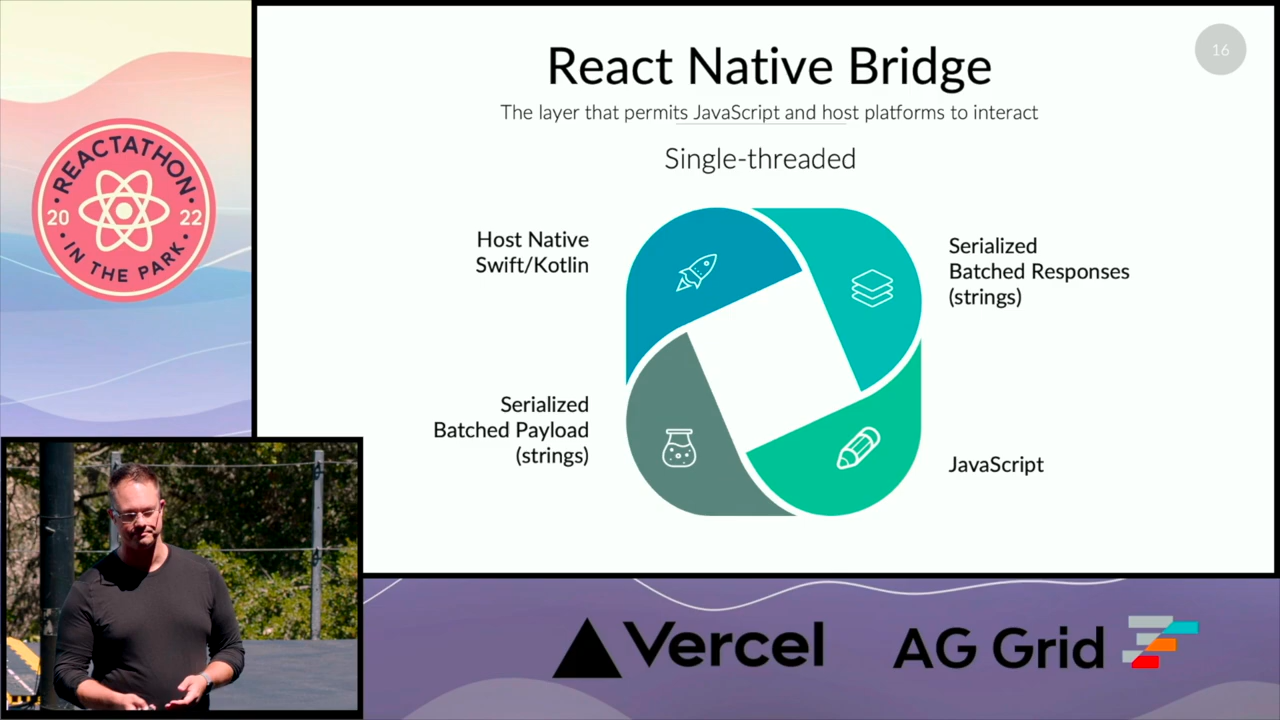 REACTATHON
20 22
IN THE PARK
16
React Native Bridge
The layer that permits JavaScript and host platforms to interact
Single-threaded
Host Native
Swift/Kotlin
Serialized
Batched Responses
(strings)
Serialized
Batched Payload
(strings)
JavaScript
Vercel
AG Grid